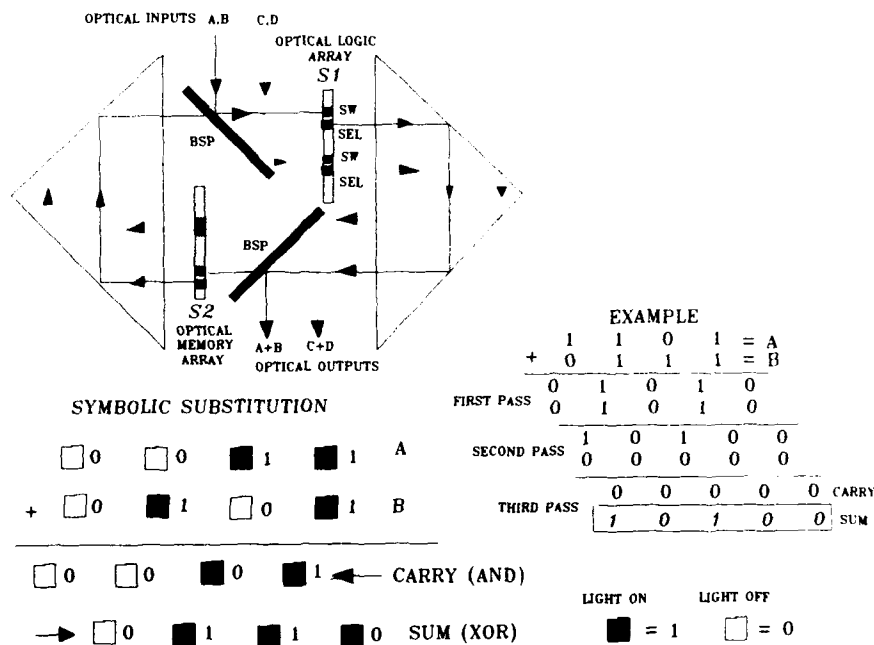 OPTICAL INPUTS A,B C,D
OPTICAL LOGIC
ARRAY
S1
SW
SEL
SW
SEL
BSP
BSP
S2
OPTICAL
MEMORY
ARRAY
A+B C+D
OPTICAL OUTPUTS
SYMBOLIC SUBSTITUTION
0 0 1 1 A
+ 0 1 0 1 B
0 0 0 1 CARRY (AND)
0 1 1 0 SUM (XOR)
EXAMPLE
1 1 0 1 = A
+ 0 1 1 1 = B
0 1 0 1 0
FIRST PASS
0 1 0 1 0
1 0 1 0 0
SECOND PASS
0 0 0 0 0
0 0 0 0 0 CARRY
THIRD PASS
1 0 1 0 0 SUM
LIGHT ON LIGHT OFF
= 1 = 0